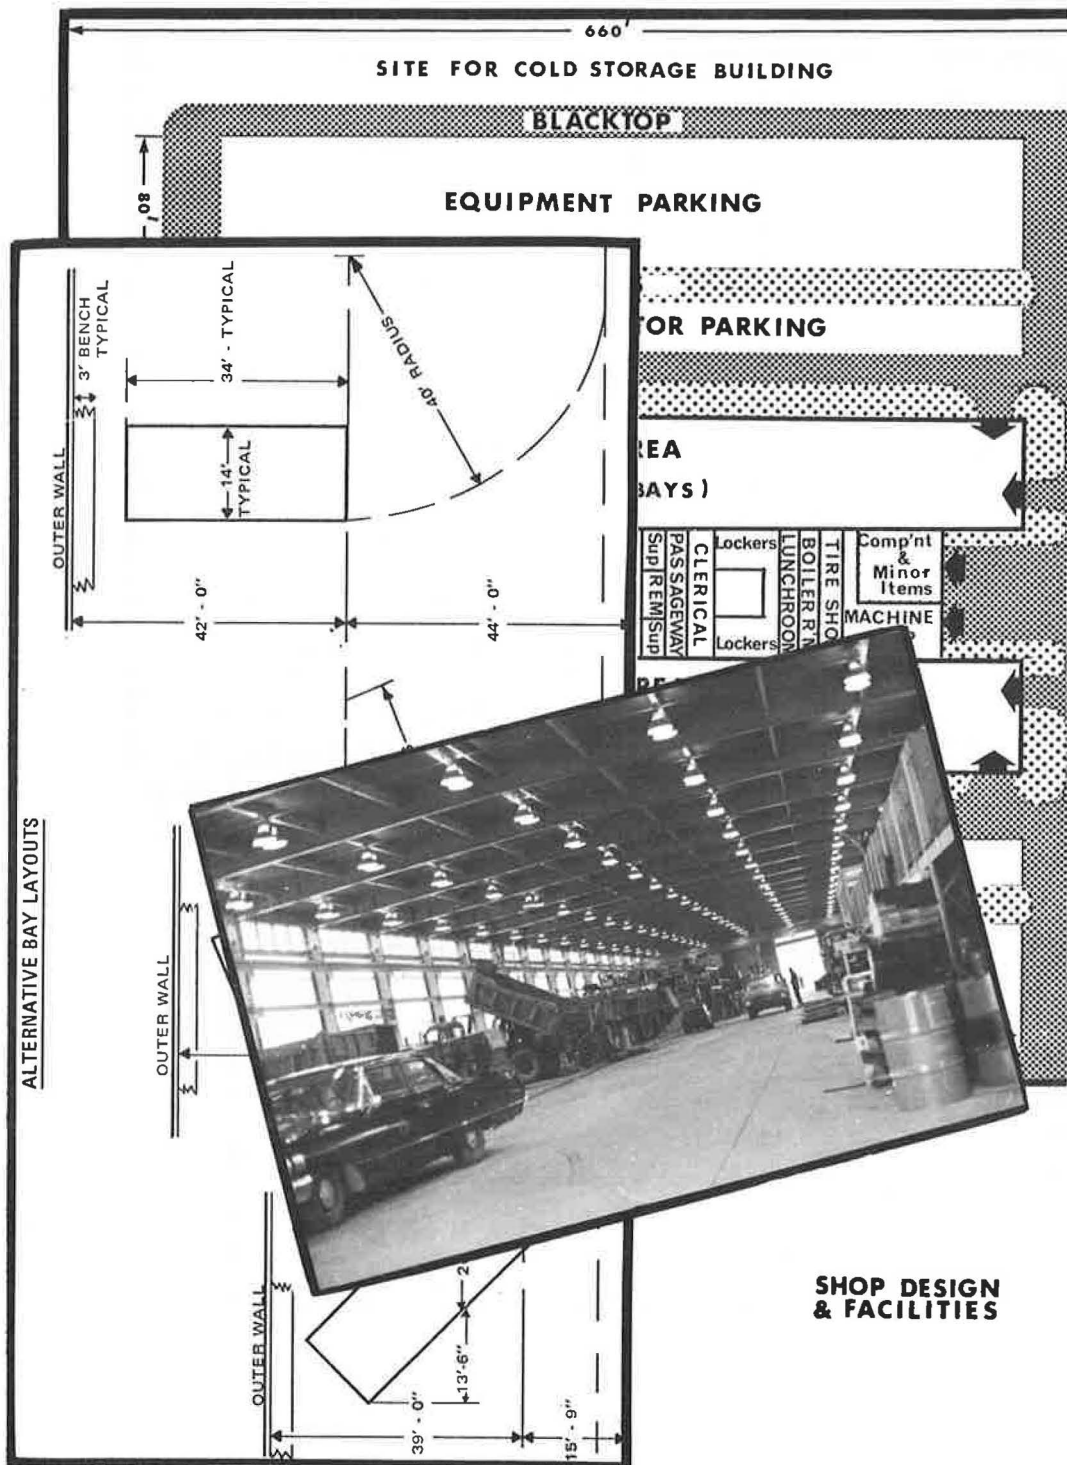 660'
SITE FOR COLD STORAGE BUILDING
BLACKTOP
80'
EQUIPMENT PARKING
TOR PARKING
REA
BAYS)
Sup REM Sup
PASSAGEWAY
CLERICAL
Lockers
Lockers
LUNCHROOM
BOILER R'M
TIRE SHO
Comp'nt
&
Minor
Items
MACHINE
ALTERNATIVE BAY LAYOUTS
OUTER WALL
3' BENCH
TYPICAL
34' - TYPICAL
14'
TYPICAL
40' RADIUS
42' - 0"
44' - 0"
OUTER WALL
OUTER WALL
13'-6"
39' - 0"
15' - 9"
SHOP DESIGN
& FACILITIES